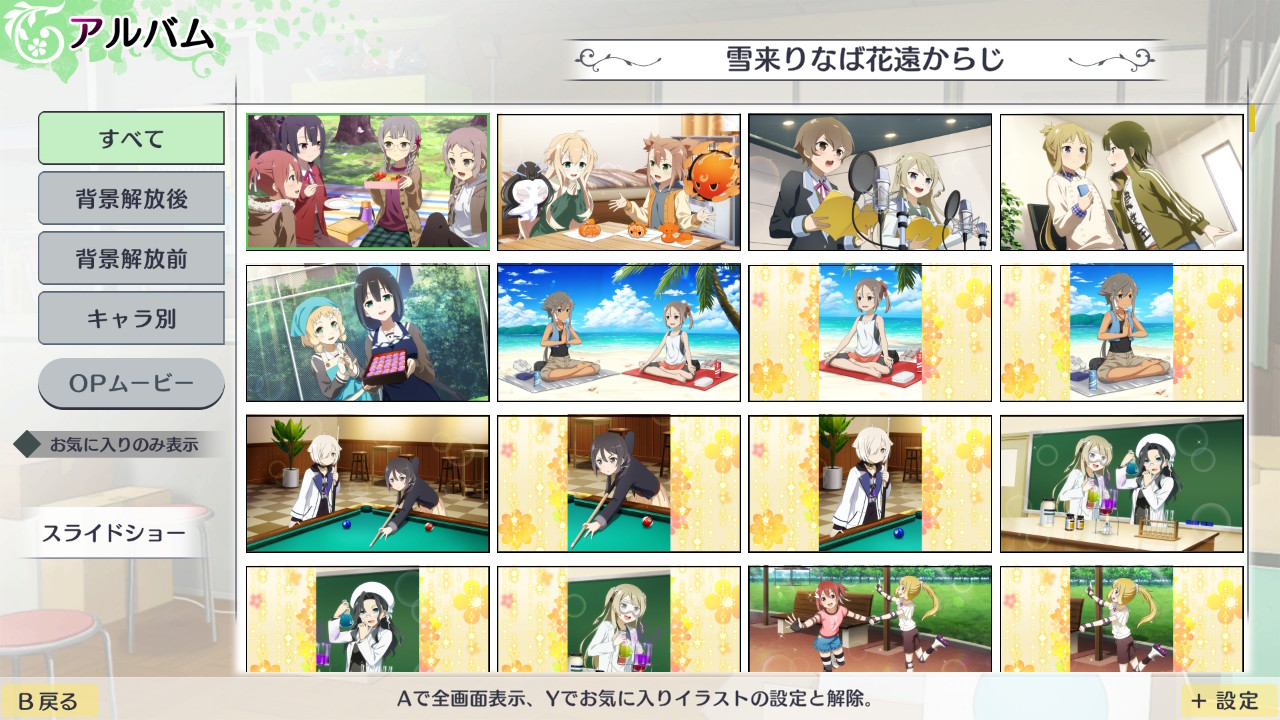 アルバム
雪来りなば花遠からじ
すべて
背景解放後
背景解放前
キャラ別
OPムービー
お気に入りのみ表示
スライドショー
B 戻る
Aで全画面表示、Yでお気に入りイラストの設定と解除。
+ 設定